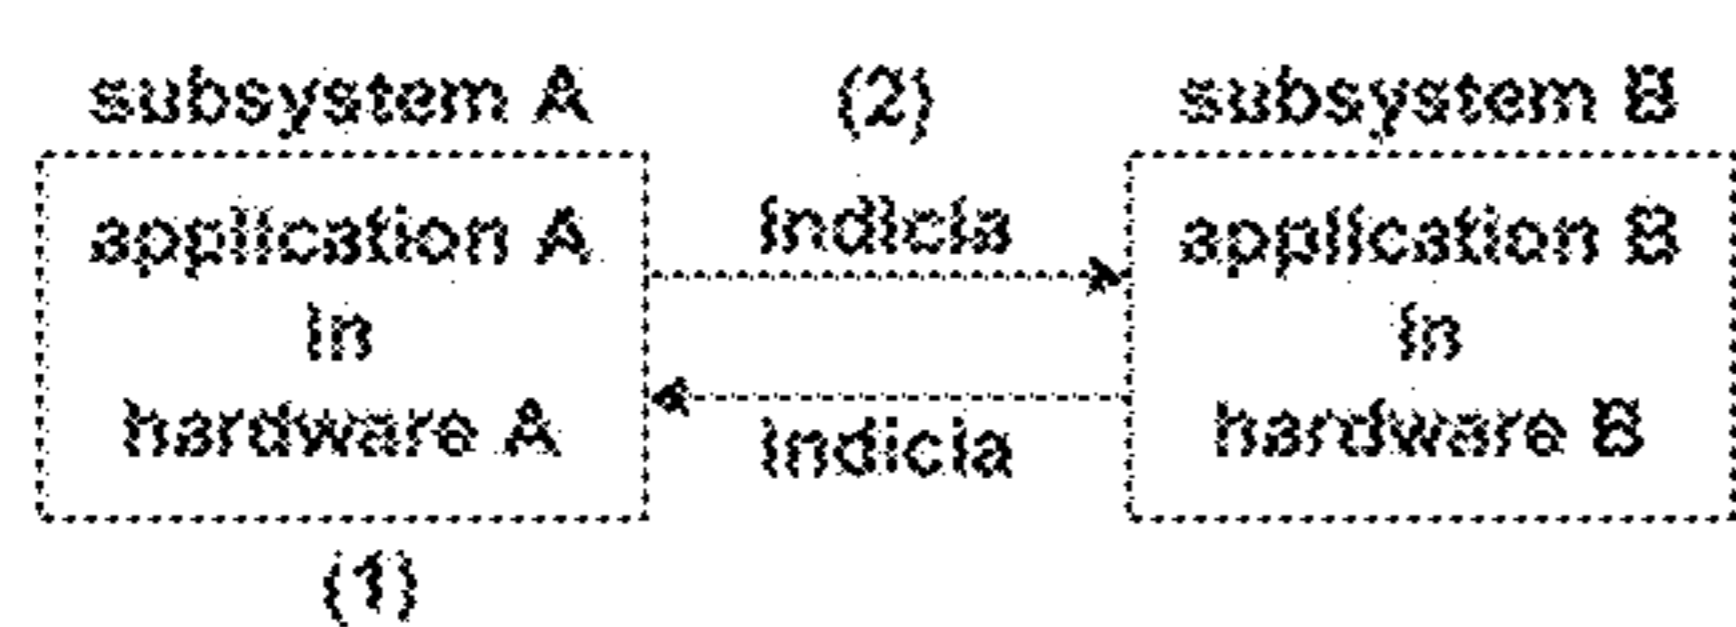 subsystem A
(2)
subsystem B
application A
in
hardware A
indicia
indicia
application B
in
hardware B
(1)